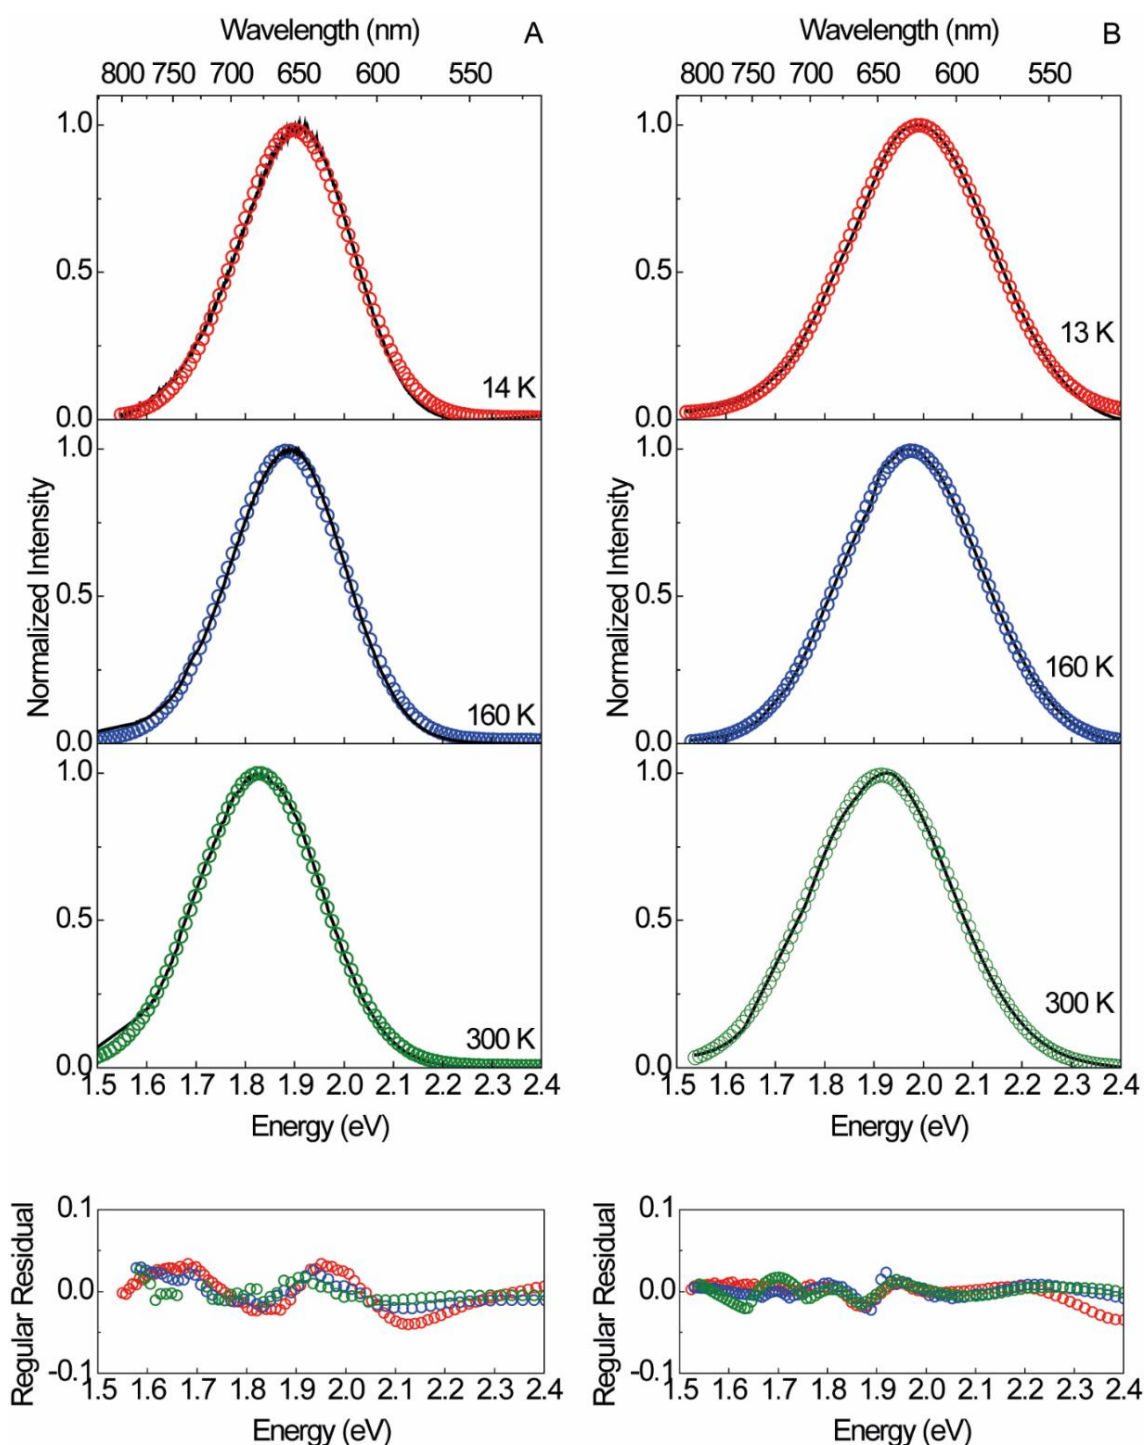 Wavelength (nm) A
800 750 700 650 600 550
1.0
0.5
0.0
14 K
1.0
0.5
0.0
160 K
1.0
0.5
0.0
300 K
Normalized Intensity
1.5 1.6 1.7 1.8 1.9 2.0 2.1 2.2 2.3 2.4
Energy (eV)
0.1
0.0
-0.1
Regular Residual
1.5 1.6 1.7 1.8 1.9 2.0 2.1 2.2 2.3 2.4
Energy (eV)
Wavelength (nm) B
800 750 700 650 600 550
1.0
0.5
0.0
13 K
1.0
0.5
0.0
160 K
1.0
0.5
0.0
300 K
Normalized Intensity
1.5 1.6 1.7 1.8 1.9 2.0 2.1 2.2 2.3 2.4
Energy (eV)
0.1
0.0
-0.1
Regular Residual
1.5 1.6 1.7 1.8 1.9 2.0 2.1 2.2 2.3 2.4
Energy (eV)